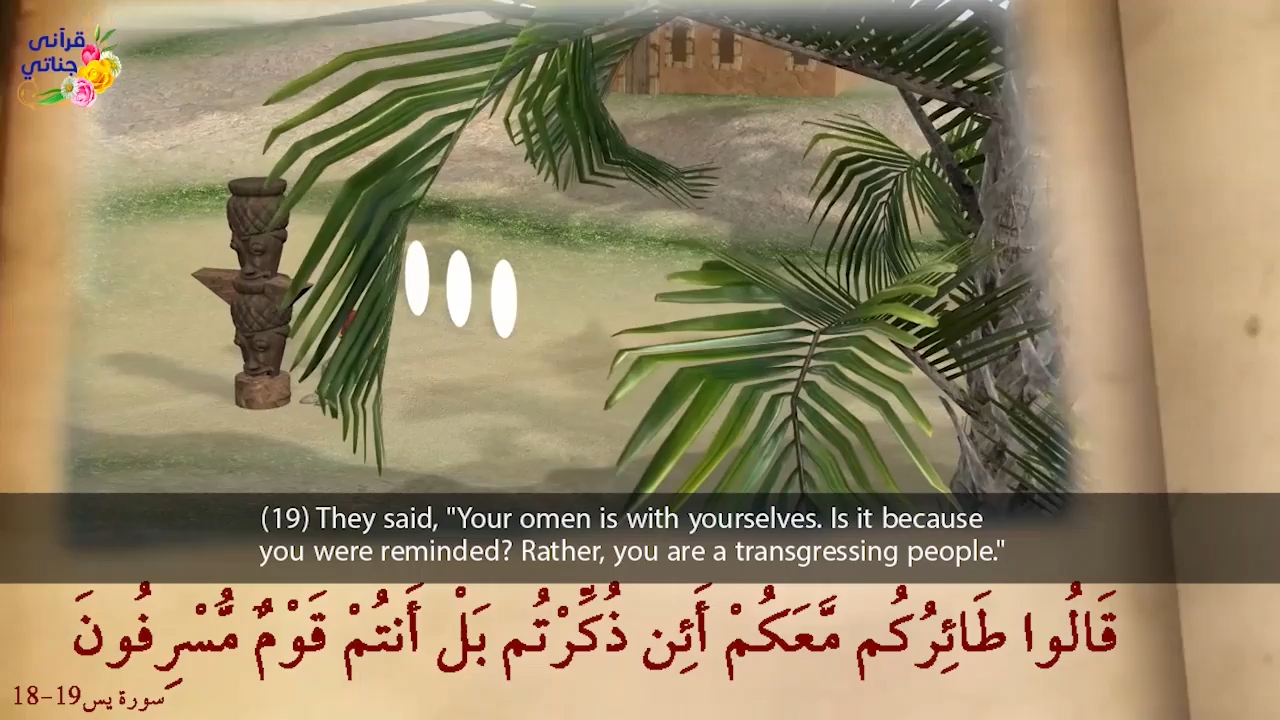 قرآنی
جناتي
(19) They said, "Your omen is with yourselves. Is it because
you were reminded? Rather, you are a transgressing people."
قَالُوا طَائِرُكُم مَّعَكُمْ أَئِن ذُكِّرْتُم بَلْ أَنتُمْ قَوْمٌ مُّسْرِفُونَ
سورة يس19-18